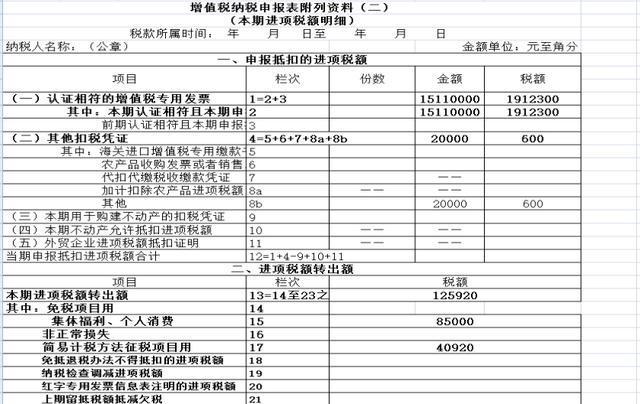 增值税纳税申报表附列资料（二）
（本期进项税额明细）
税款所属时间： 年 月 日至 年 月 日
纳税人名称：（公章） 金额单位：元至角分
一、申报抵扣的进项税额
项目 栏次 份数 金额 税额
（一）认证相符的增值税专用发票 1=2+3 15110000 1912300
其中：本期认证相符且本期申 2 15110000 1912300
前期认证相符且本期申报 3
（二）其他扣税凭证 4=5+6+7+8a+8b 20000 600
其中：海关进口增值税专用缴款 5
农产品收购发票或者销售 6
代扣代缴税收缴款凭证 7 ——
加计扣除农产品进项税额 8a —— ——
其他 8b 20000 600
（三）本期用于购建不动产的扣税凭证 9
（四）本期不动产允许抵扣进项税额 10 —— ——
（五）外贸企业进项税额抵扣证明 11 —— ——
当期申报抵扣进项税额合计 12=1+4-9+10+11
二、进项税额转出额
项目 栏次 税额
本期进项税额转出额 13=14至23之 125920
其中：免税项目用 14
集体福利、个人消费 15 85000
非正常损失 16
简易计税方法征税项目用 17 40920
免抵退税办法不得抵扣的进项税额 18
纳税检查调减进项税额 19
红字专用发票信息表注明的进项税额 20
上期留抵税额抵减欠税 21